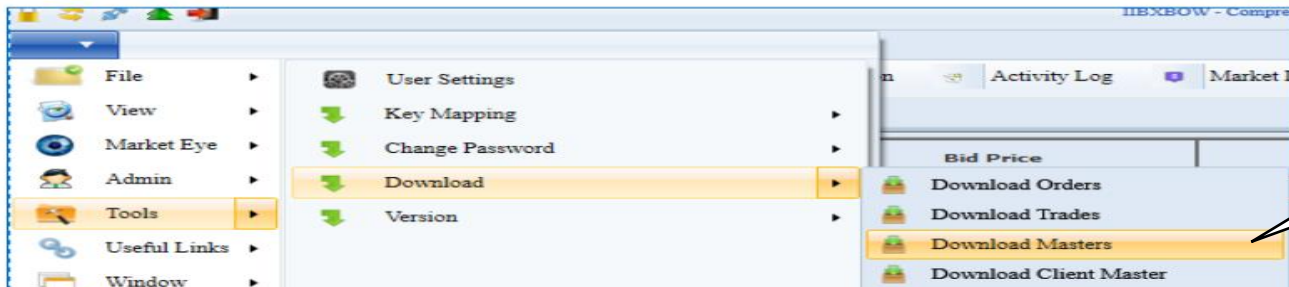 IIBXBOW - Compre
File
View
Market Eye
Admin
Tools
Useful Links
Window
User Settings
Key Mapping
Change Password
Download
Version
n
Activity Log
Market
Bid Price
Download Orders
Download Trades
Download Masters
Download Client Master